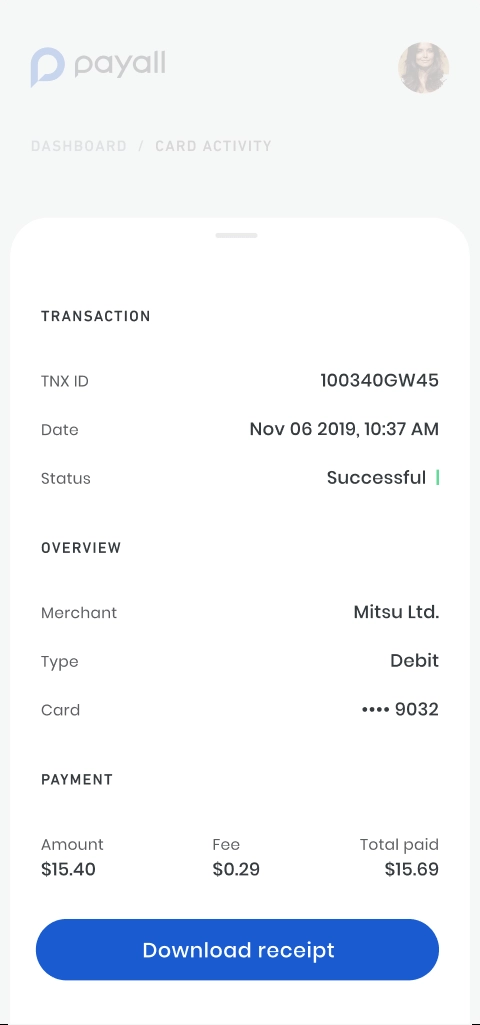 payall
DASHBOARD / CARD ACTIVITY
TRANSACTION
TNX ID 100340GW45
Date Nov 06 2019, 10:37 AM
Status Successful
OVERVIEW
Merchant Mitsu Ltd.
Type Debit
Card •••• 9032
PAYMENT
Amount Fee Total paid
$15.40 $0.29 $15.69
Download receipt